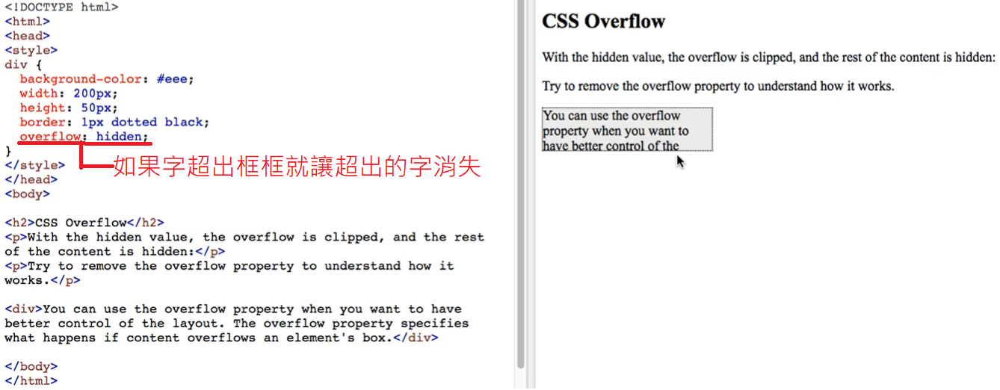 <!DOCTYPE html>
<html>
<head>
<style>
div {
  background-color: #eee;
  width: 200px;
  height: 50px;
  border: 1px dotted black;
  overflow: hidden;
}
如果字超出框框就讓超出的字消失
</style>
</head>
<body>
<h2>CSS Overflow</h2>
<p>With the hidden value, the overflow is clipped, and the rest
of the content is hidden:</p>
<p>Try to remove the overflow property to understand how it
works.</p>
<div>You can use the overflow property when you want to have
better control of the layout. The overflow property specifies
what happens if content overflows an element's box.</div>
</body>
</html>
CSS Overflow
With the hidden value, the overflow is clipped, and the rest of the content is hidden:
Try to remove the overflow property to understand how it works.
You can use the overflow
property when you want to
have better control of the